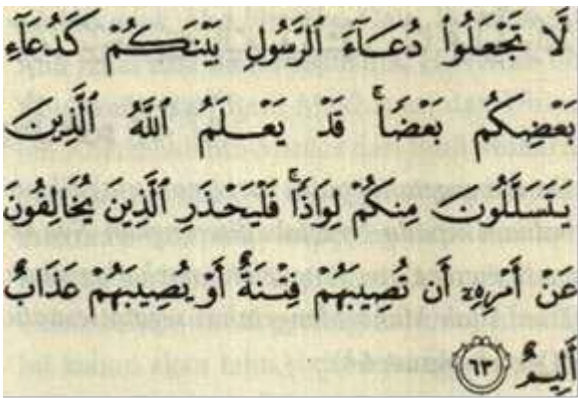 لَّا تَجْعَلُوا۟ دُعَآءَ ٱلرَّسُولِ بَيْنَكُمْ كَدُعَآءِ
بَعْضِكُم بَعْضًا ۚ قَدْ يَعْلَمُ ٱللَّهُ ٱلَّذِينَ
يَتَسَلَّلُونَ مِنكُمْ لِوَاذًا ۚ فَلْيَحْذَرِ ٱلَّذِينَ يُخَالِفُونَ
عَنْ أَمْرِهِۦٓ أَن تُصِيبَهُمْ فِتْنَةٌ أَوْ يُصِيبَهُمْ عَذَابٌ
أَلِيمٌ ٦٣